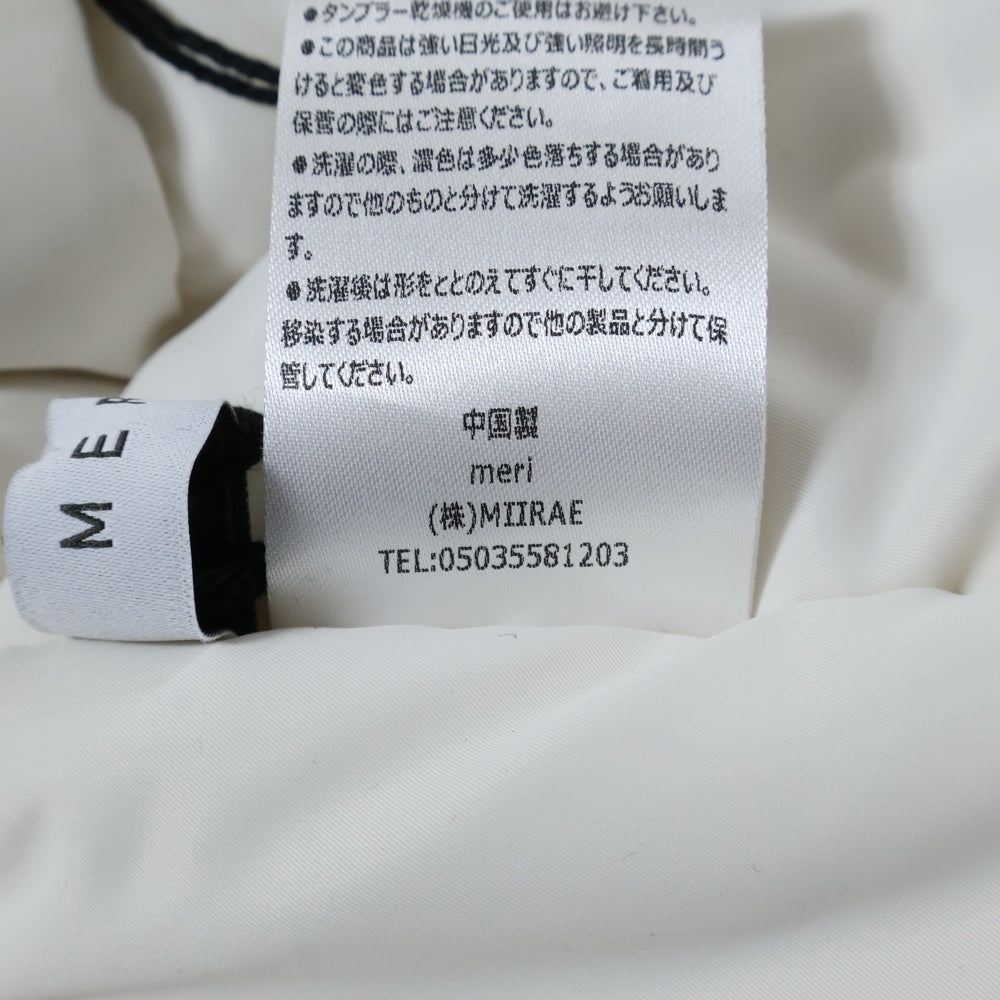 ●タンブラー乾燥機のご使用はお避け下さい。
●この商品は強い日光及び強い照明を長時間う
けると変色する場合がありますので、ご着用及び
保管の際にはご注意ください。
●洗濯の際、濃色は多少色落ちする場合があり
ますので他のものと分けて洗濯するようお願いしま
す。
●洗濯後は形をととのえてすぐに干してください。
移染する場合がありますので他の製品と分けて保
管してください。
中国製
meri
(株)MIIRAE
TEL:05035581203
MER